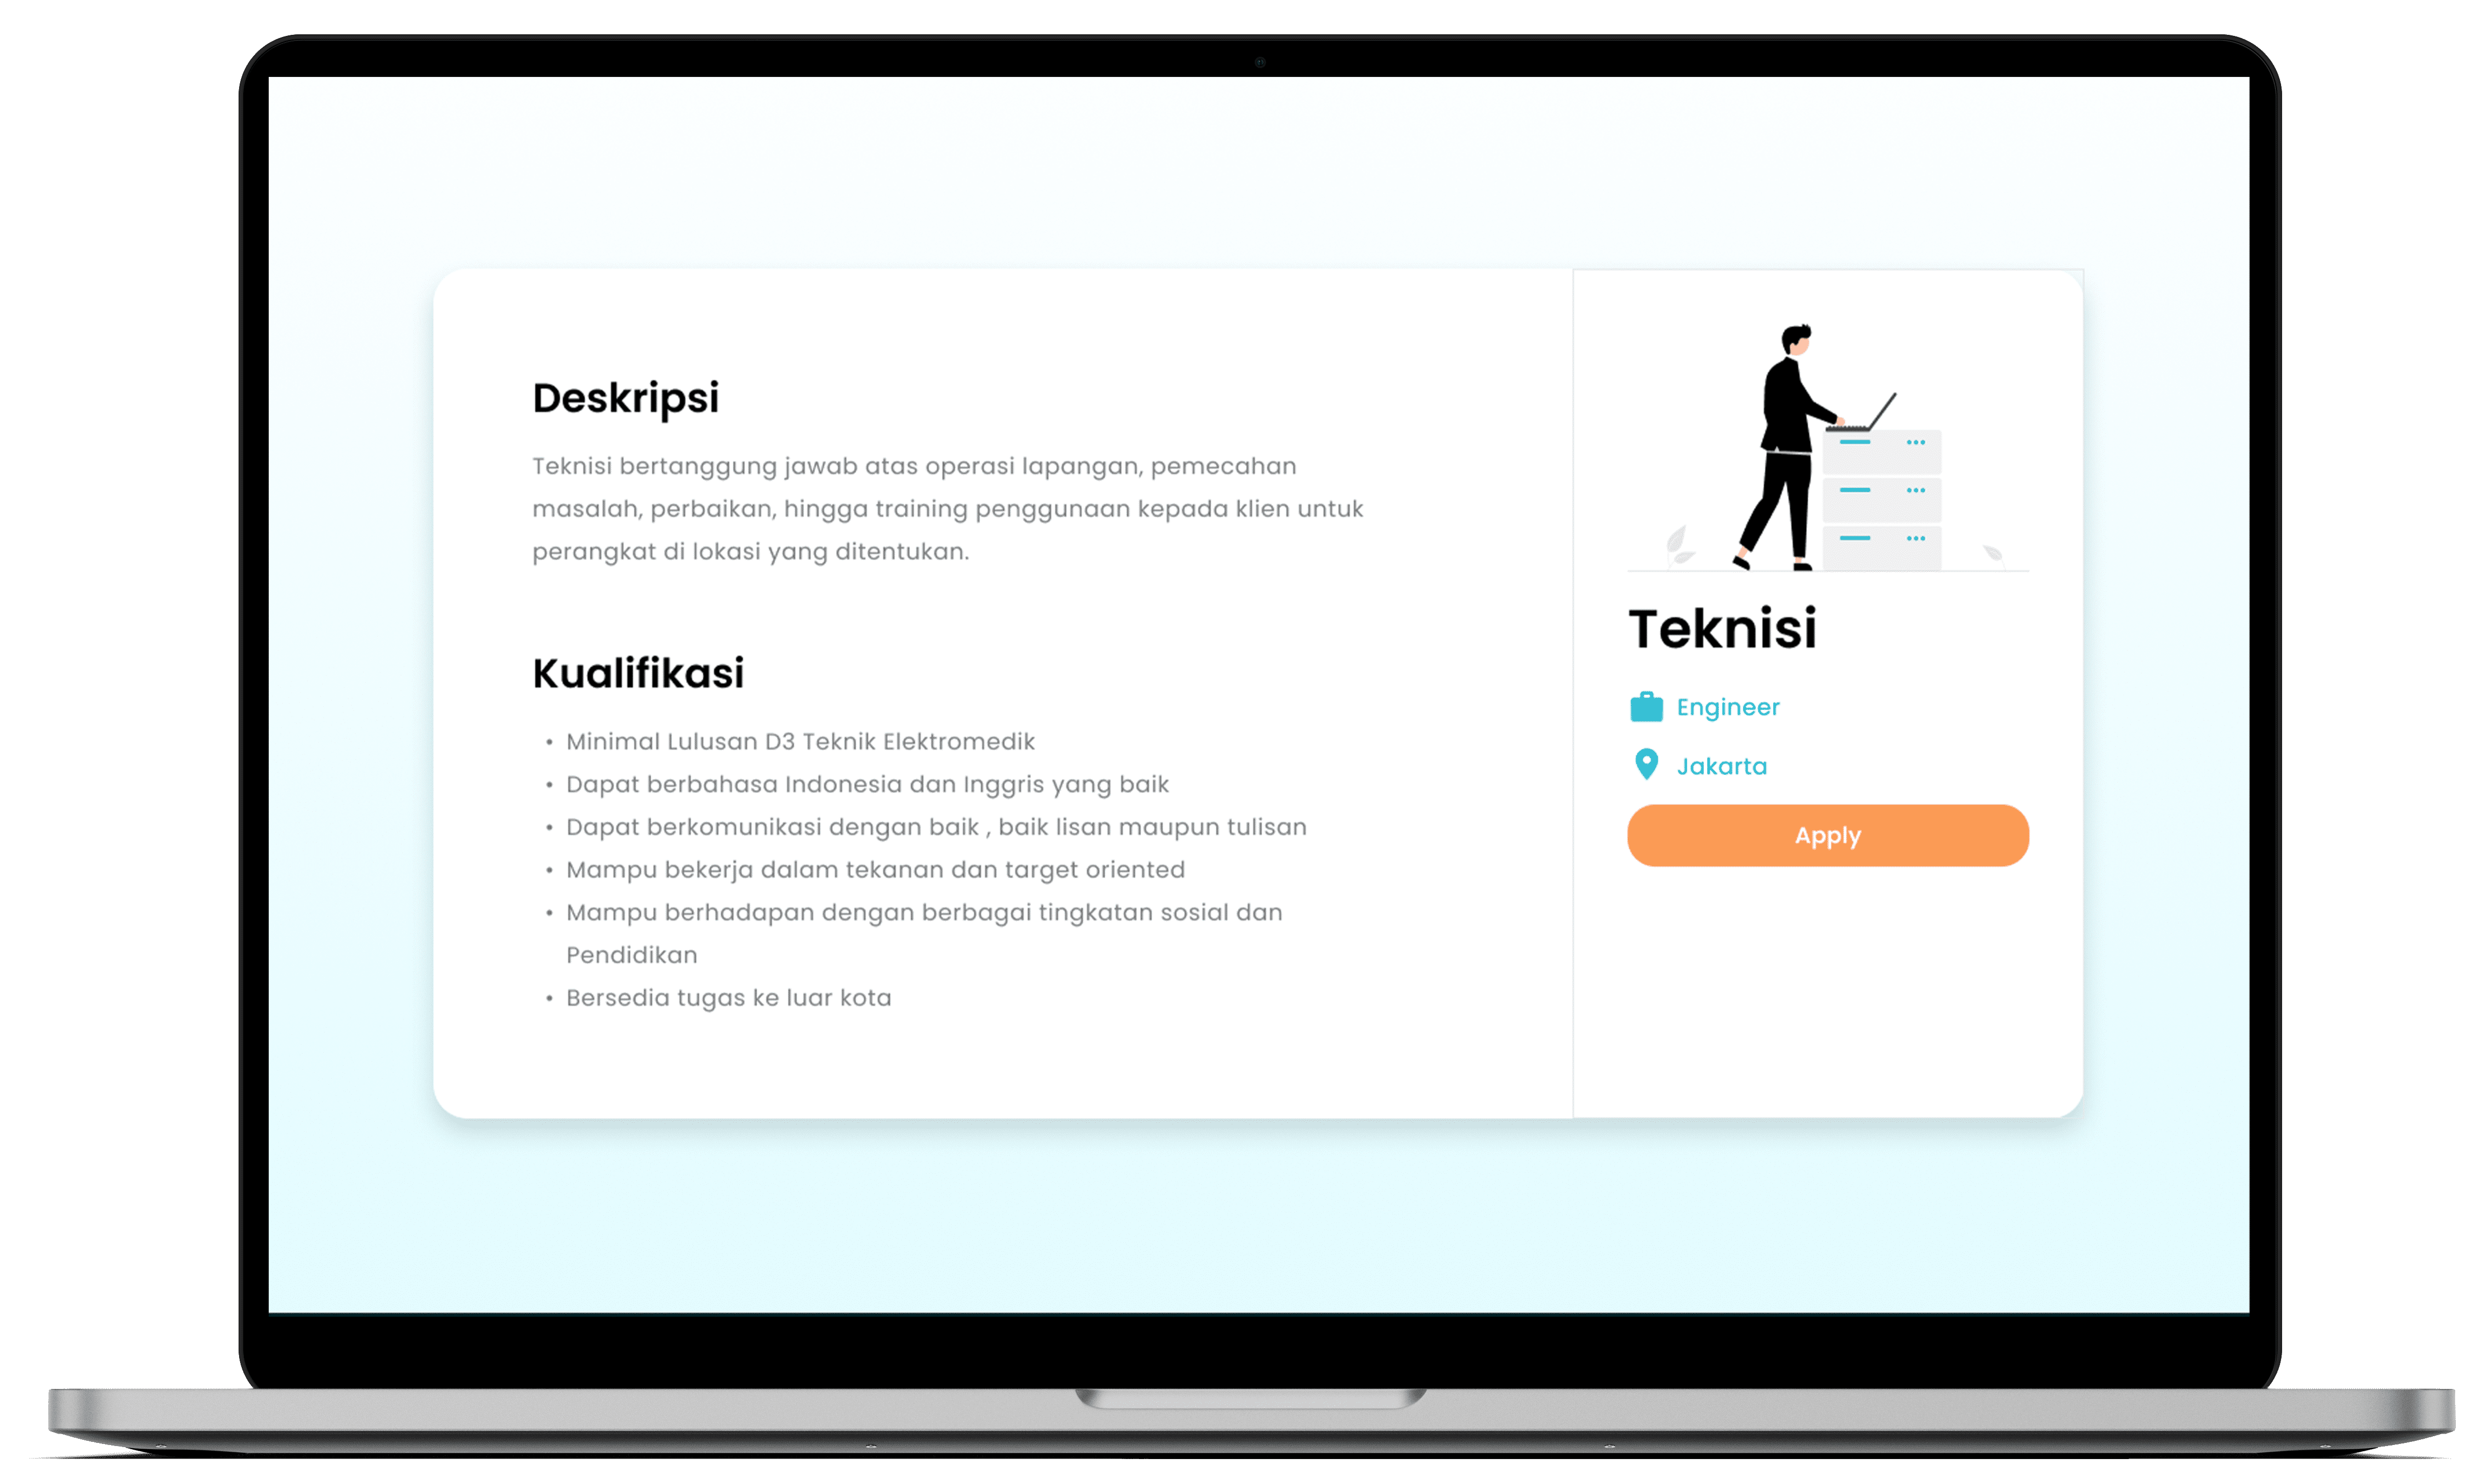 Deskripsi
Teknisi bertanggung jawab atas operasi lapangan, pemecahan
masalah, perbaikan, hingga training penggunaan kepada klien untuk
perangkat di lokasi yang ditentukan.
Kualifikasi
• Minimal Lulusan D3 Teknik Elektromedik
• Dapat berbahasa Indonesia dan Inggris yang baik
• Dapat berkomunikasi dengan baik , baik lisan maupun tulisan
• Mampu bekerja dalam tekanan dan target oriented
• Mampu berhadapan dengan berbagai tingkatan sosial dan
Pendidikan
• Bersedia tugas ke luar kota
Teknisi
Engineer
Jakarta
Apply